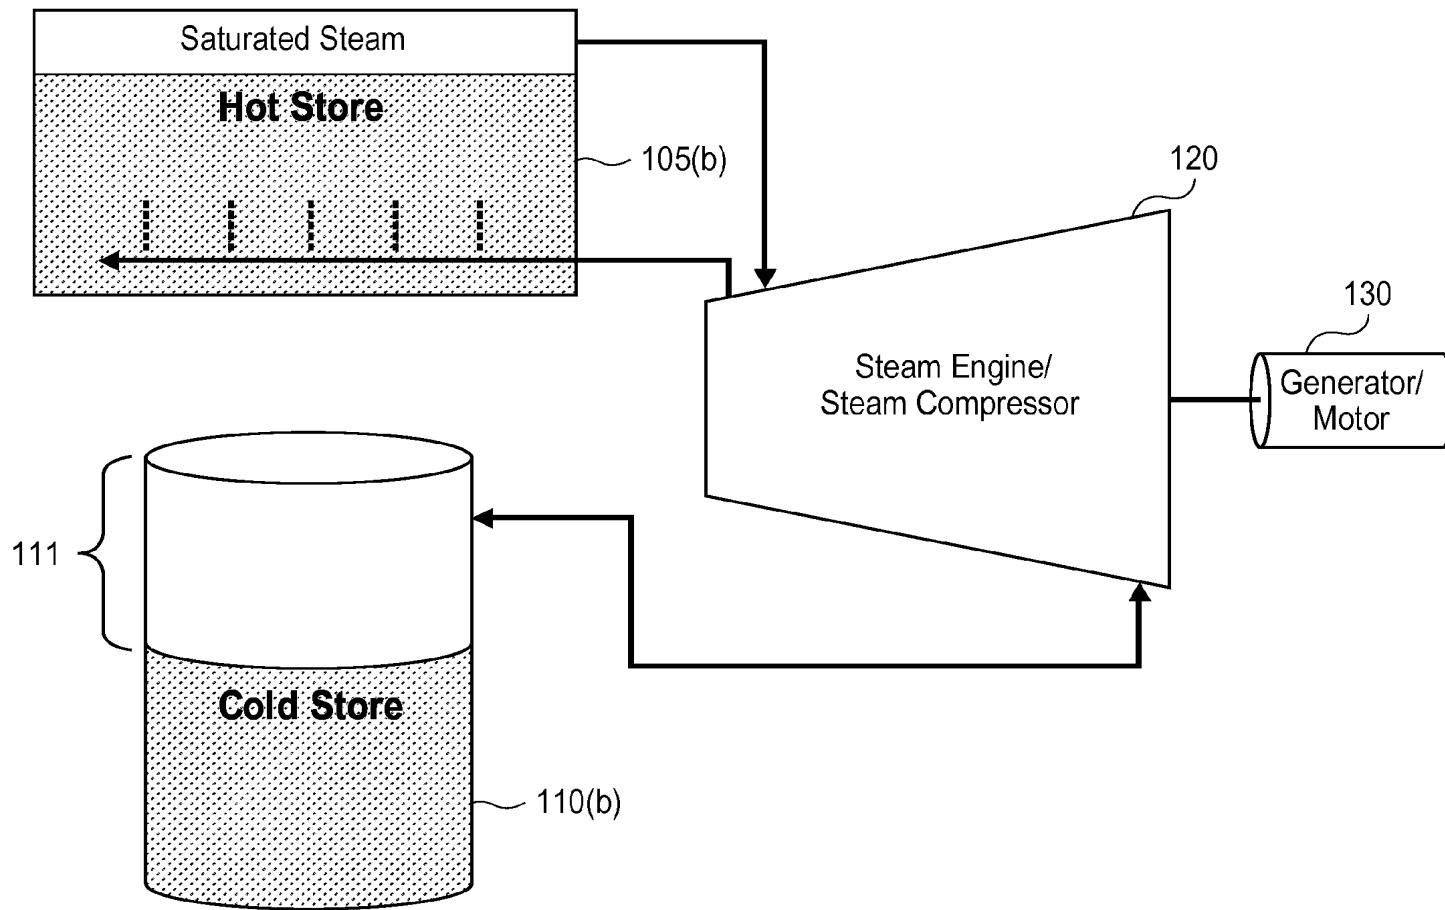 Saturated Steam
Hot Store
105(b)
120
130
Steam Engine/
Steam Compressor
Generator/
Motor
111
Cold Store
110(b)